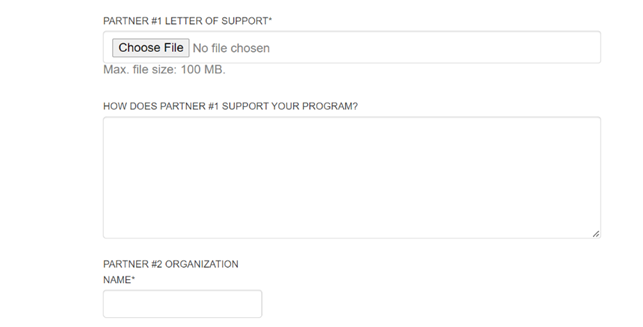 PARTNER #1 LETTER OF SUPPORT*
Choose File No file chosen
Max. file size: 100 MB.
HOW DOES PARTNER #1 SUPPORT YOUR PROGRAM?
PARTNER #2 ORGANIZATION
NAME*